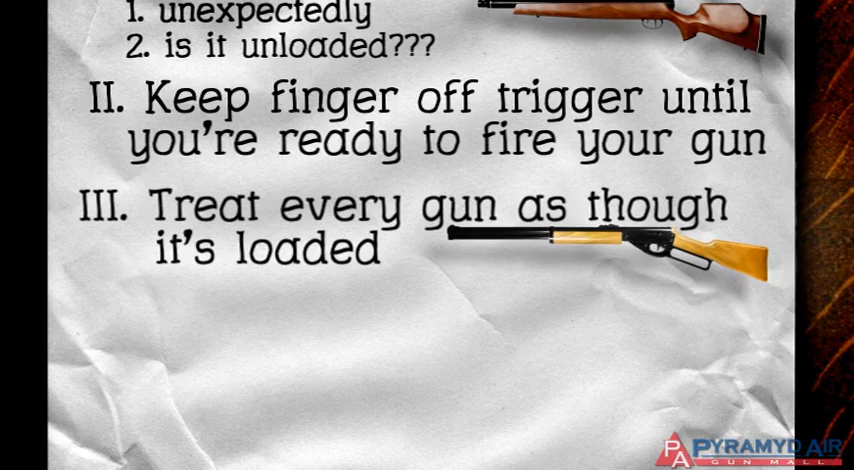 1. unexpectedly
2. is it unloaded???
II. Keep finger off trigger until
you're ready to fire your gun
III. Treat every gun as though
it's loaded
PA PYRAMYD AIR
GUN MALL